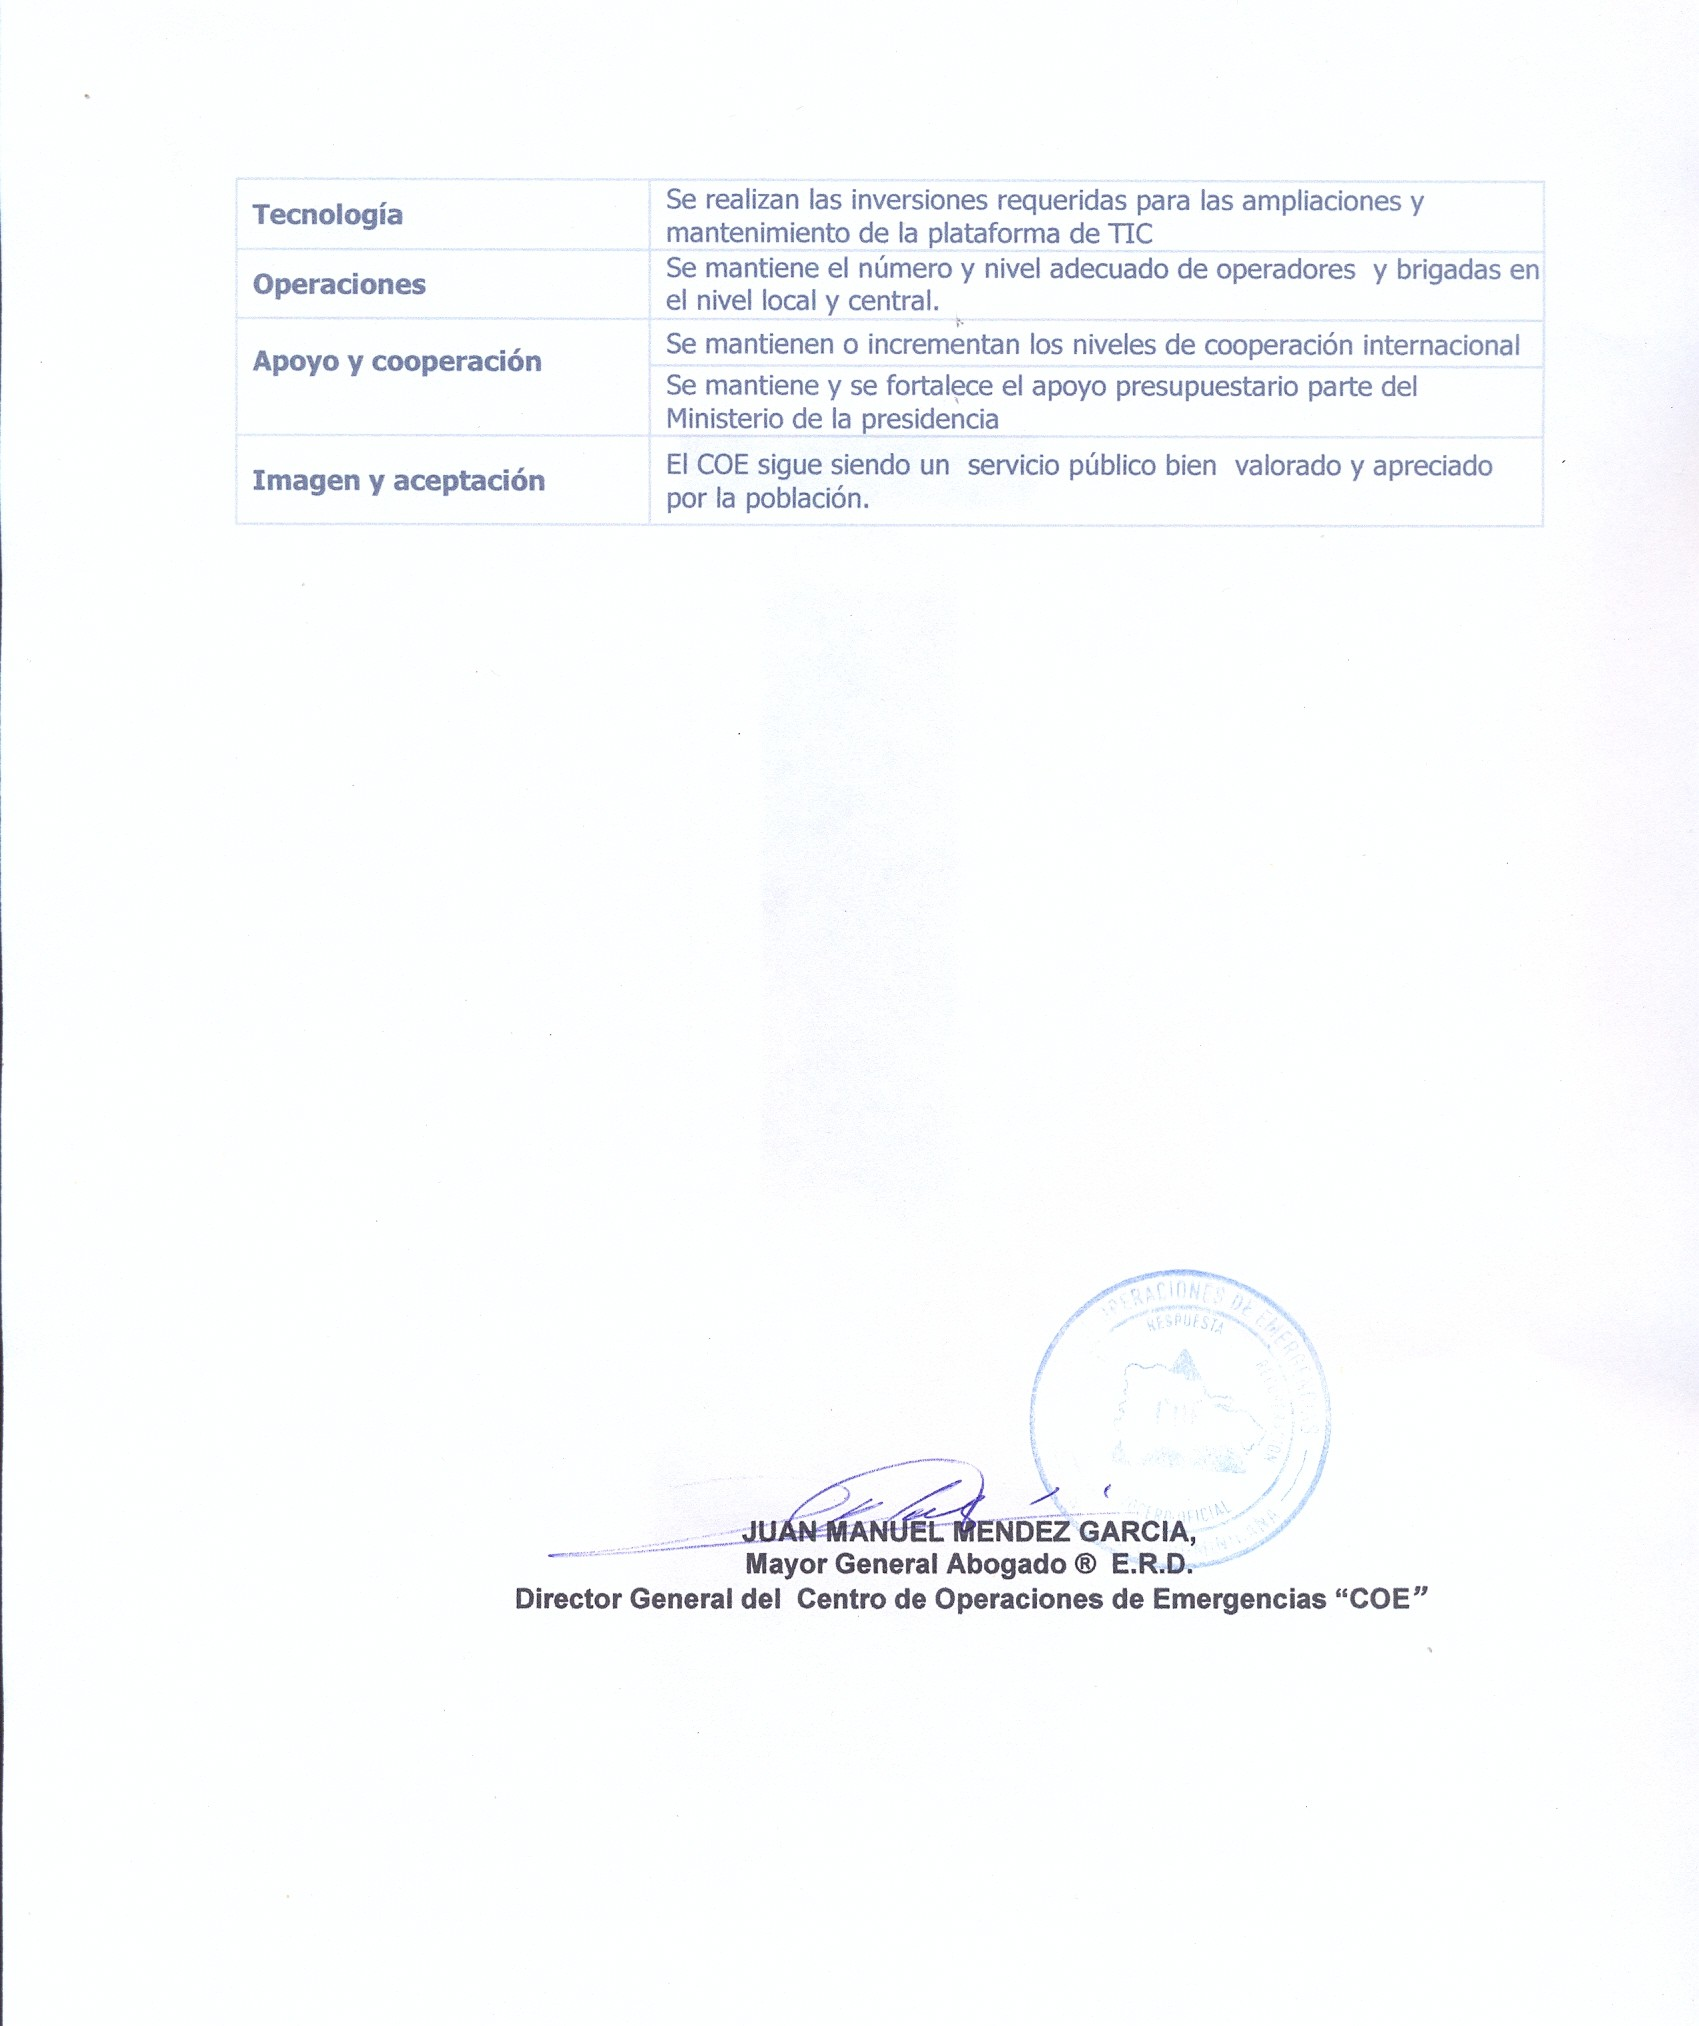 Tecnología
Se realizan las inversiones requeridas para las ampliaciones y
mantenimiento de la plataforma de TIC
Operaciones
Se mantiene el número y nivel adecuado de operadores y brigadas en
el nivel local y central.
Apoyo y cooperación
Se mantienen o incrementan los niveles de cooperación internacional
Se mantiene y se fortalece el apoyo presupuestario parte del
Ministerio de la presidencia
Imagen y aceptación
El COE sigue siendo un servicio público bien valorado y apreciado
por la población.
OPERACIONES DE EMERGENCIAS
RESPUESTA
JUAN MANUEL MENDEZ GARCIA,
Mayor General Abogado ® E.R.D.
Director General del Centro de Operaciones de Emergencias “COE”